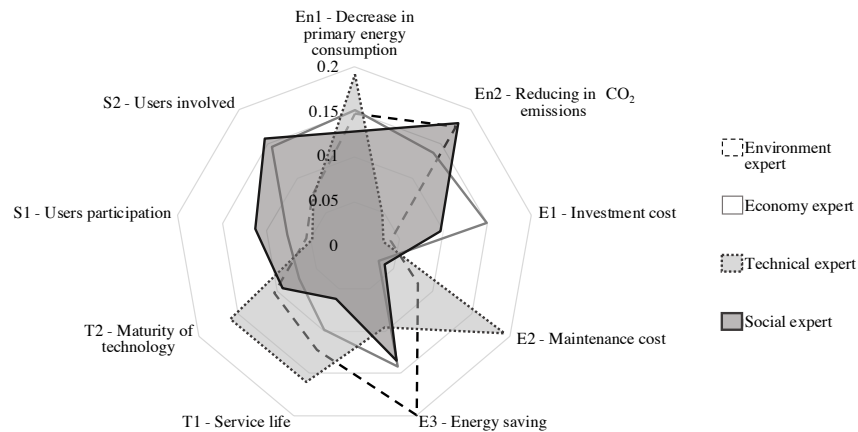 En1 - Decrease in
primary energy
consumption
En2 - Reducing in CO2
emissions
E1 - Investment cost
E2 - Maintenance cost
E3 - Energy saving
T1 - Service life
T2 - Maturity of
technology
S1 - Users participation
S2 - Users involved
0.2
0.15
0.1
0.05
0
Environment
expert
Economy expert
Technical expert
Social expert